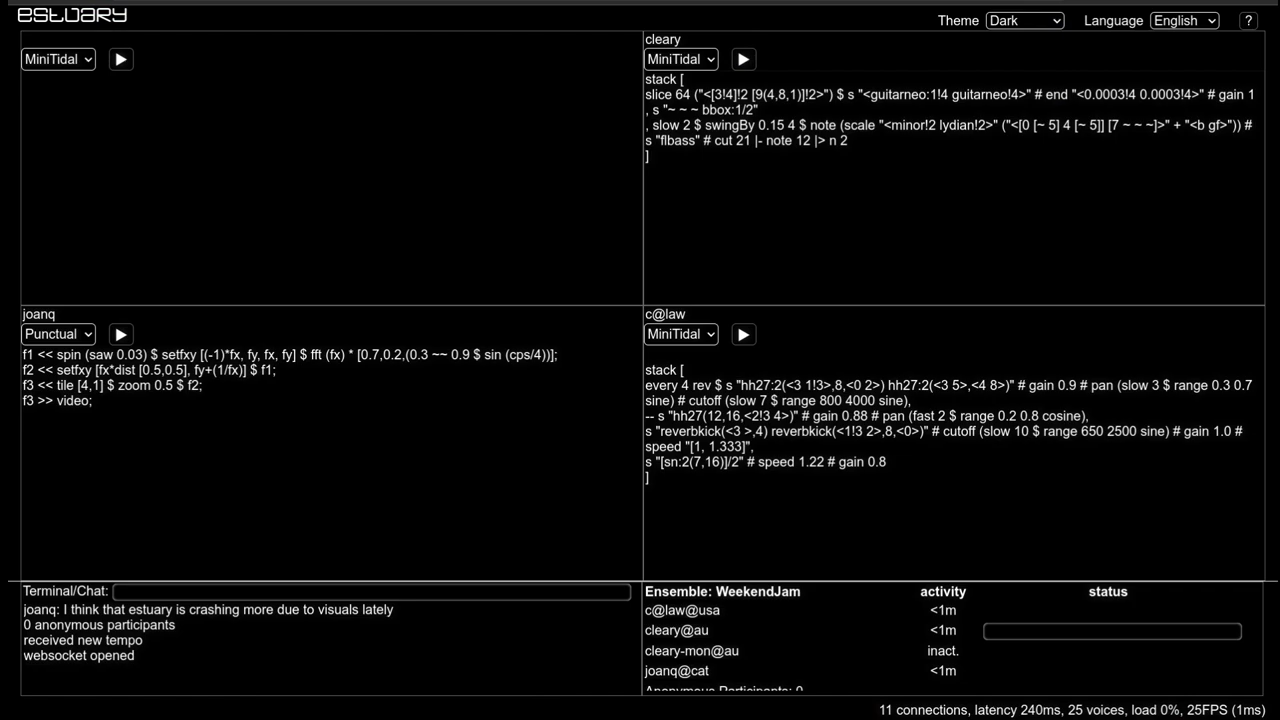 estuary
Theme Dark Language English ?
MiniTidal
cleary
MiniTidal
stack [
slice 64 ("<[3!4]!2 [9(4,8,1)]!2>") $ s "<guitarneo:1!4 guitarneo!4>" # end "<0.0003!4 0.0003!4>" # gain 1
, s "~ ~ ~ bbox:1/2"
, slow 2 $ swingBy 0.15 4 $ note (scale "<minor!2 lydian!2>" ("<[0 [~ 5] 4 [~ 5]] [7 ~ ~ ~]>" + "<b gf>")) #
s "flbass" # cut 21 |- note 12 |> n 2
]
joanq
Punctual
f1 << spin (saw 0.03) $ setfxy [(-1)*fx, fy, fx, fy] $ fft (fx) * [0.7,0.2,(0.3 ~~ 0.9 $ sin (cps/4))];
f2 << setfxy [fx*dist [0.5,0.5], fy+(1/fx)] $ f1;
f3 << tile [4,1] $ zoom 0.5 $ f2;
f3 >> video;
c@law
MiniTidal
stack [
every 4 rev $ s "hh27:2(<3 1!3>,8,<0 2>) hh27:2(<3 5>,<4 8>)" # gain 0.9 # pan (slow 3 $ range 0.3 0.7
sine) # cutoff (slow 7 $ range 800 4000 sine),
-- s "hh27(12,16,<2!3 4>)" # gain 0.88 # pan (fast 2 $ range 0.2 0.8 cosine),
s "reverbkick(<3 >,4) reverbkick(<1!3 2>,8,<0>)" # cutoff (slow 10 $ range 650 2500 sine) # gain 1.0 #
speed "[1, 1.333]",
s "[sn:2(7,16)]/2" # speed 1.22 # gain 0.8
]
Terminal/Chat:
joanq: I think that estuary is crashing more due to visuals lately
0 anonymous participants
received new tempo
websocket opened
Ensemble: WeekendJam activity status
c@law@usa <1m
cleary@au <1m
cleary-mon@au inact.
joanq@cat <1m
Anonymous Participants: 0
11 connections, latency 240ms, 25 voices, load 0%, 25FPS (1ms)